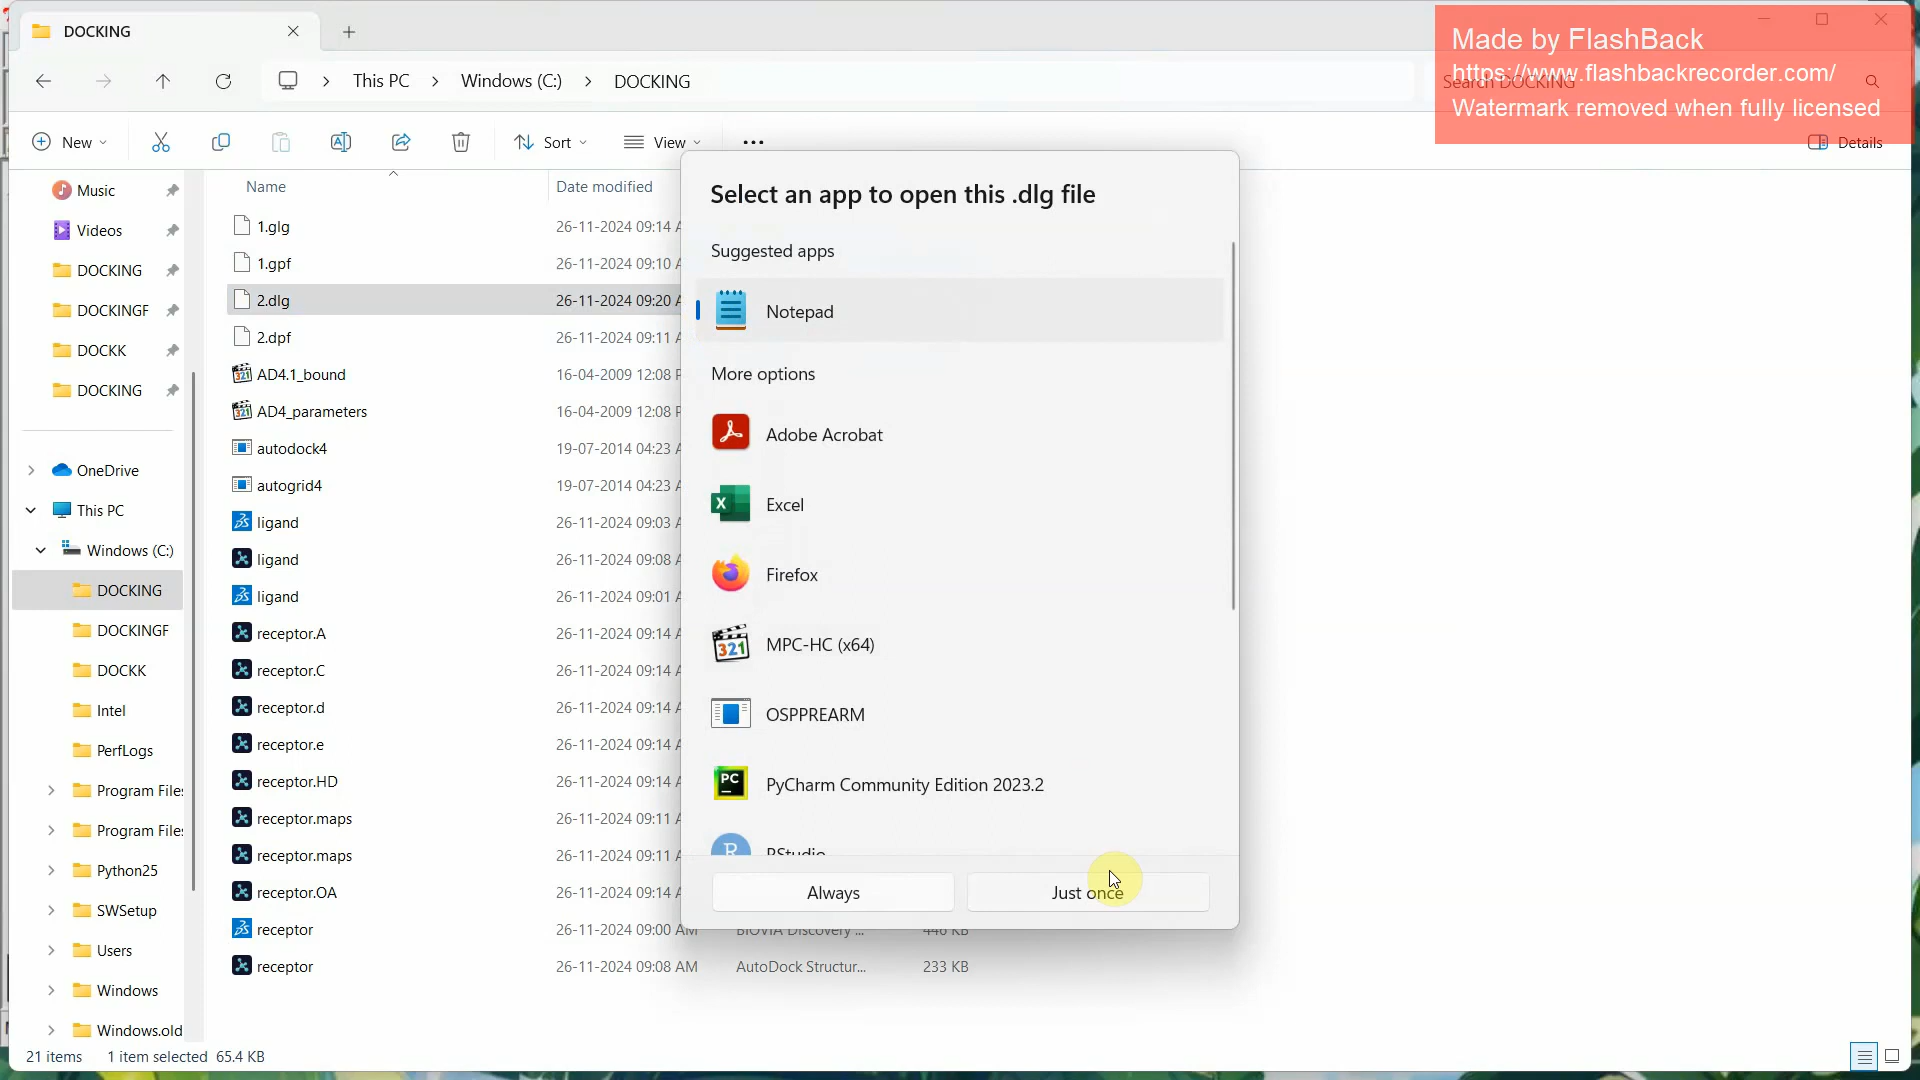 DOCKING
Made by FlashBack
https://www.flashbackrecorder.com/
Watermark removed when fully licensed
This PC
Windows (C:)
DOCKING
Search DOCKING
New
Sort
View
Details
Name
Date modified
Music
Videos
DOCKING
DOCKINGF
DOCKK
DOCKING
OneDrive
This PC
Windows (C:)
DOCKING
DOCKINGF
DOCKK
Intel
PerfLogs
Program Files
Program Files
Python25
SWSetup
Users
Windows
Windows.old
1.glg 26-11-2024 09:14 A
1.gpf 26-11-2024 09:10 A
2.dlg 26-11-2024 09:20 A
2.dpf 26-11-2024 09:11 A
AD4.1_bound 16-04-2009 12:08 P
AD4_parameters 16-04-2009 12:08 P
autodock4 19-07-2014 04:23 A
autogrid4 19-07-2014 04:23 A
ligand 26-11-2024 09:03 A
ligand 26-11-2024 09:08 A
ligand 26-11-2024 09:01 A
receptor.A 26-11-2024 09:14 A
receptor.C 26-11-2024 09:14 A
receptor.d 26-11-2024 09:14 A
receptor.e 26-11-2024 09:14 A
receptor.HD 26-11-2024 09:14 A
receptor.maps 26-11-2024 09:11 A
receptor.maps 26-11-2024 09:11 A
receptor.OA 26-11-2024 09:14 A
receptor 26-11-2024 09:00 AM BIOVIA Discovery ... 446 KB
receptor 26-11-2024 09:08 AM AutoDock Structur... 233 KB
Select an app to open this .dlg file
Suggested apps
Notepad
More options
Adobe Acrobat
Excel
Firefox
321 MPC-HC (x64)
OSPPREARM
PC PyCharm Community Edition 2023.2
R RStudio
Always
Just once
21 items 1 item selected 65.4 KB